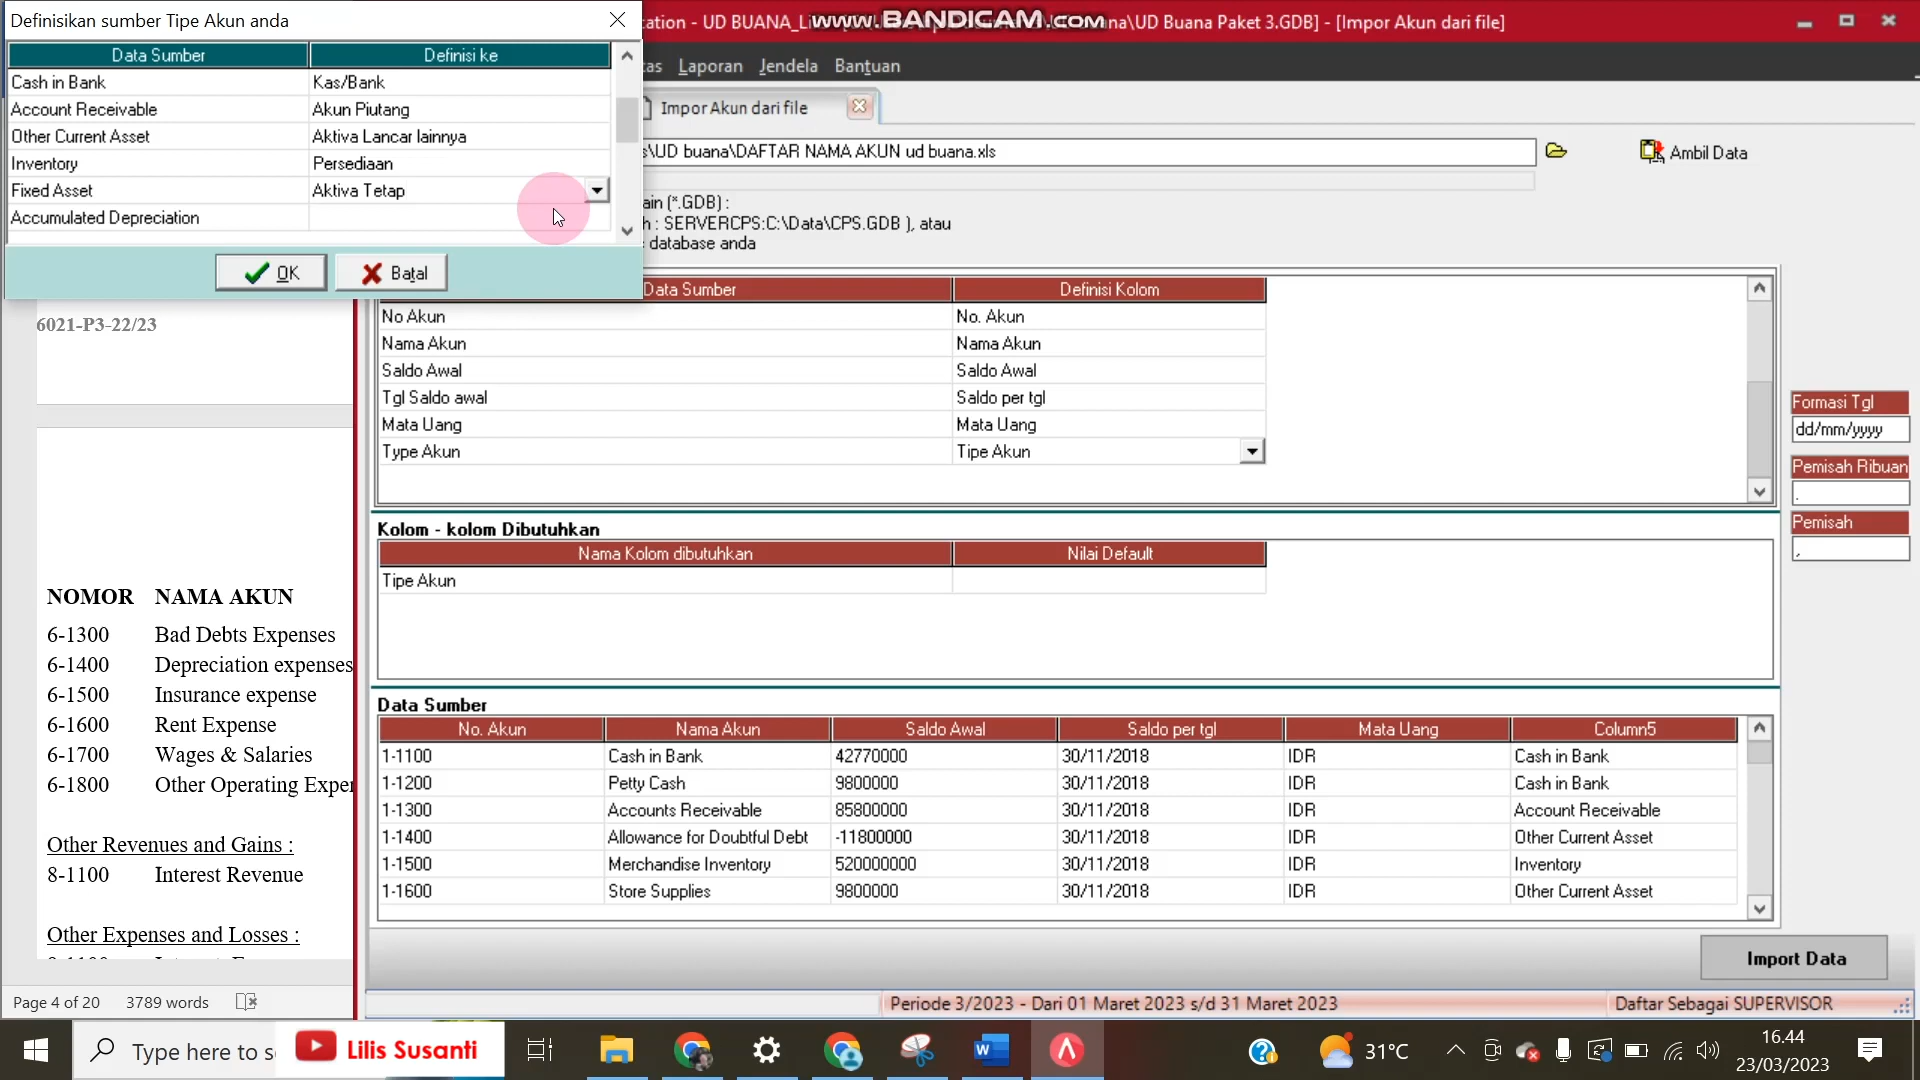 Definisikan sumber Tipe Akun anda
Data Sumber Definisi ke
Cash in Bank Kas/Bank
Account Receivable Akun Piutang
Other Current Asset Aktiva Lancar lainnya
Inventory Persediaan
Fixed Asset Aktiva Tetap
Accumulated Depreciation
OK Batal
ation - UD BUANA_Li
www.BANDICAM.com
na\UD Buana Paket 3.GDB] - [Impor Akun dari file]
tas Laporan Jendela Bantuan
Impor Akun dari file
s\UD buana\DAFTAR NAMA AKUN ud buana.xls
Ambil Data
ain (*.GDB) :
h : SERVERCPS:C:\Data\CPS.GDB ), atau
database anda
Data Sumber Definisi Kolom
No Akun No. Akun
Nama Akun Nama Akun
Saldo Awal Saldo Awal
Tgl Saldo awal Saldo per tgl
Mata Uang Mata Uang
Type Akun Tipe Akun
Formasi Tgl
dd/mm/yyyy
Pemisah Ribuan
.
Pemisah
,
Kolom - kolom Dibutuhkan
Nama Kolom dibutuhkan Nilai Default
Tipe Akun
Data Sumber
No. Akun Nama Akun Saldo Awal Saldo per tgl Mata Uang Column5
1-1100 Cash in Bank 42770000 30/11/2018 IDR Cash in Bank
1-1200 Petty Cash 9800000 30/11/2018 IDR Cash in Bank
1-1300 Accounts Receivable 85800000 30/11/2018 IDR Account Receivable
1-1400 Allowance for Doubtful Debt -11800000 30/11/2018 IDR Other Current Asset
1-1500 Merchandise Inventory 520000000 30/11/2018 IDR Inventory
1-1600 Store Supplies 9800000 30/11/2018 IDR Other Current Asset
Import Data
Periode 3/2023 - Dari 01 Maret 2023 s/d 31 Maret 2023
Daftar Sebagai SUPERVISOR
6021-P3-22/23
NOMOR NAMA AKUN
6-1300 Bad Debts Expenses
6-1400 Depreciation expenses
6-1500 Insurance expense
6-1600 Rent Expense
6-1700 Wages & Salaries
6-1800 Other Operating Exper
Other Revenues and Gains :
8-1100 Interest Revenue
Other Expenses and Losses :
Page 4 of 20 3789 words
Type here to s
Lilis Susanti
31°C
16.44
23/03/2023